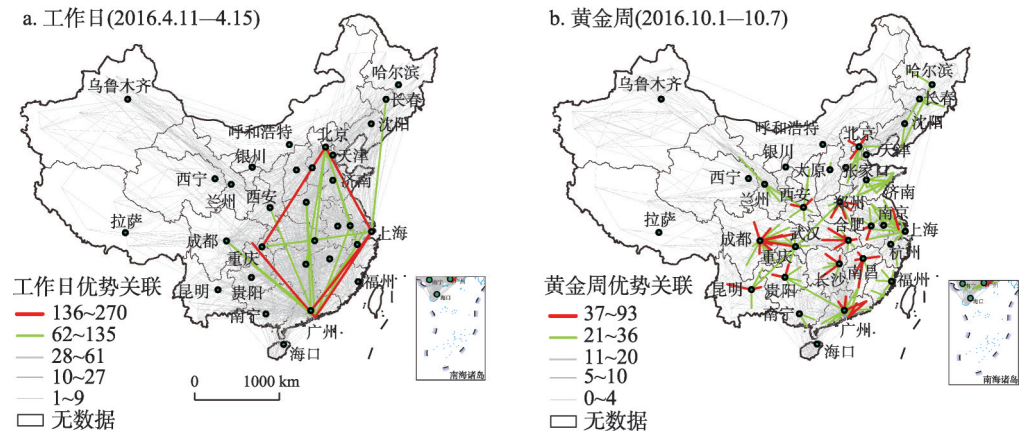 a. 工作日(2016.4.11—4.15)
哈尔滨
乌鲁木齐
长春
沈阳
呼和浩特
北京
天津
银川
西宁
济南
兰州
西安
拉萨
成都
上海
重庆
福州
昆明
贵阳
南宁
广州
海口
工作日优势关联
136~270
62~135
28~61
10~27
1~9
无数据
0 1000 km
海口
南海诸岛
b. 黄金周(2016.10.1—10.7)
哈尔滨
乌鲁木齐
长春
沈阳
呼和浩特
北京
天津
银川
太原
张家口
西宁
济南
兰州
西安
郑州
南京
拉萨
合肥
成都
武汉
上海
重庆
杭州
长沙
南昌
昆明
贵阳
福州
南宁
广州
海口
黄金周优势关联
37~93
21~36
11~20
5~10
0~4
无数据
海口
南海诸岛